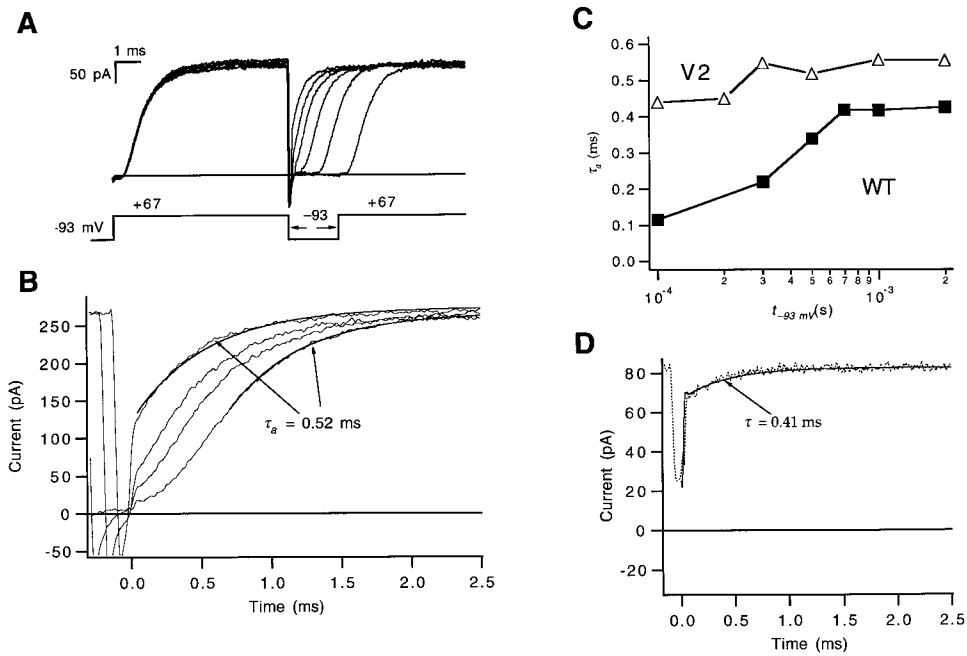 A
1 ms
50 pA
+67
-93
+67
-93 mV
B
Current (pA)
250
200
150
100
50
0
-50
τa = 0.52 ms
0.0 0.5 1.0 1.5 2.0 2.5
Time (ms)
C
τa (ms)
0.6
0.5
0.4
0.3
0.2
0.1
0.0
V2
WT
10-4 2 3 4 5 6 7 8 9 10-3 2
t-93 mV(s)
D
Current (pA)
80
60
40
20
0
-20
τ = 0.41 ms
0.0 0.5 1.0 1.5 2.0 2.5
Time (ms)